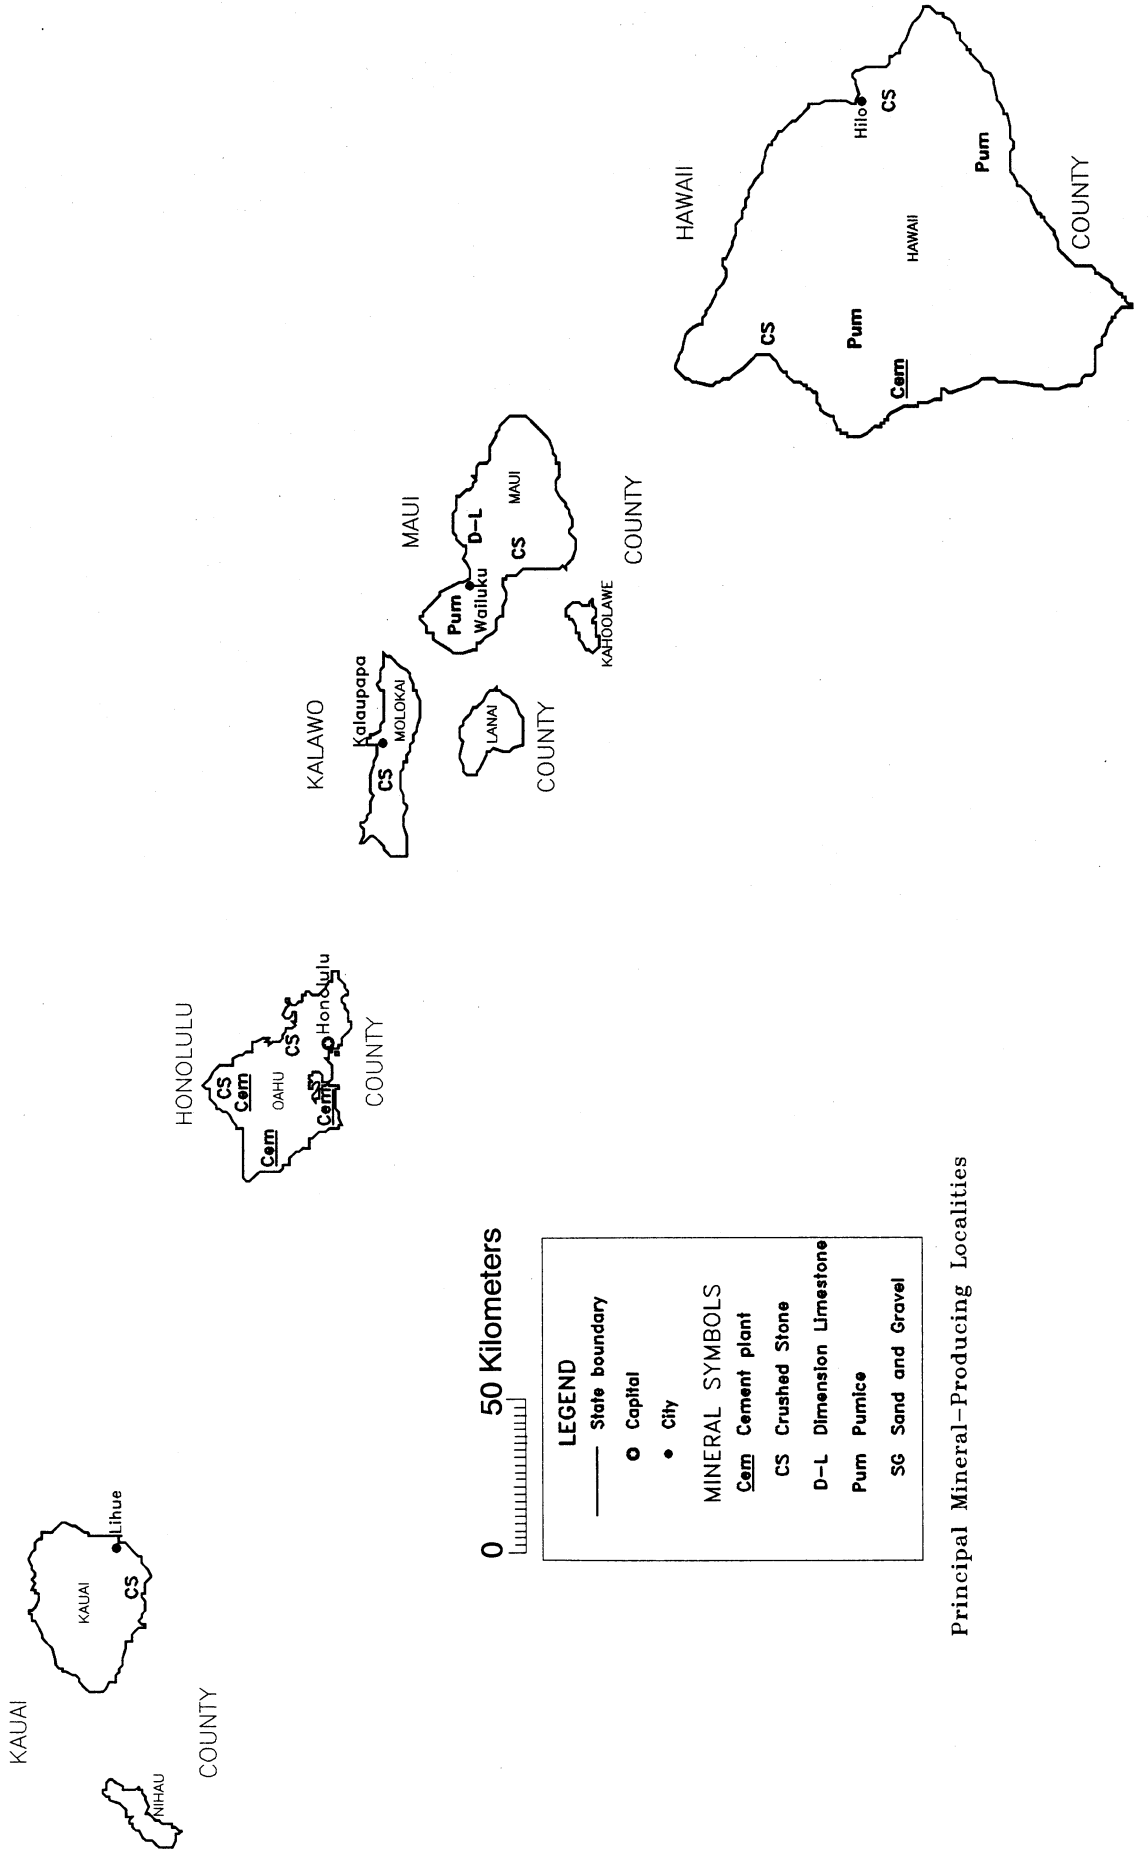 KAUAI
KAUAI
Lihue
CS
NIHAU
COUNTY
HONOLULU
CS
Cem
OAHU
Cem
CS
Honolulu
CS
Cem
COUNTY
KALAWO
Kalaupapa
CS
MOLOKAI
LANAI
COUNTY
MAUI
Pum
Wailuku
D-L
MAUI
CS
KAHOOLAWE
COUNTY
HAWAII
Hilo
CS
CS
Pum
HAWAII
Cem
Pum
COUNTY
0 50 Kilometers
LEGEND
State boundary
Capital
City
MINERAL SYMBOLS
Cem Cement plant
CS Crushed Stone
D-L Dimension Limestone
Pum Pumice
SG Sand and Gravel
Principal Mineral-Producing Localities